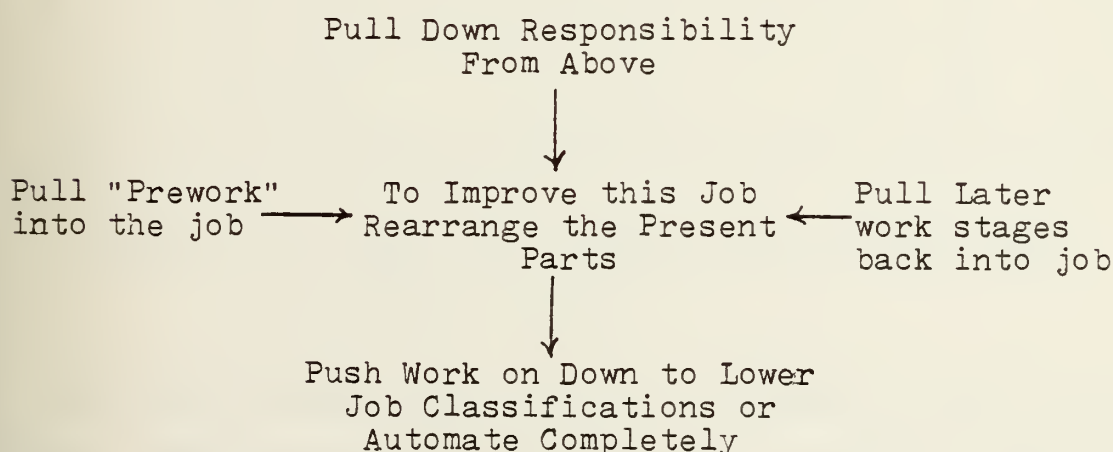 Pull Down Responsibility
From Above
Pull "Prework"
into the job
To Improve this Job
Rearrange the Present
Parts
Pull Later
work stages
back into job
Push Work on Down to Lower
Job Classifications or
Automate Completely